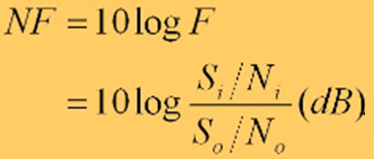 NF = 10 log F
= 10 log (S_i/N_i)/(S_o/N_o) (dB)